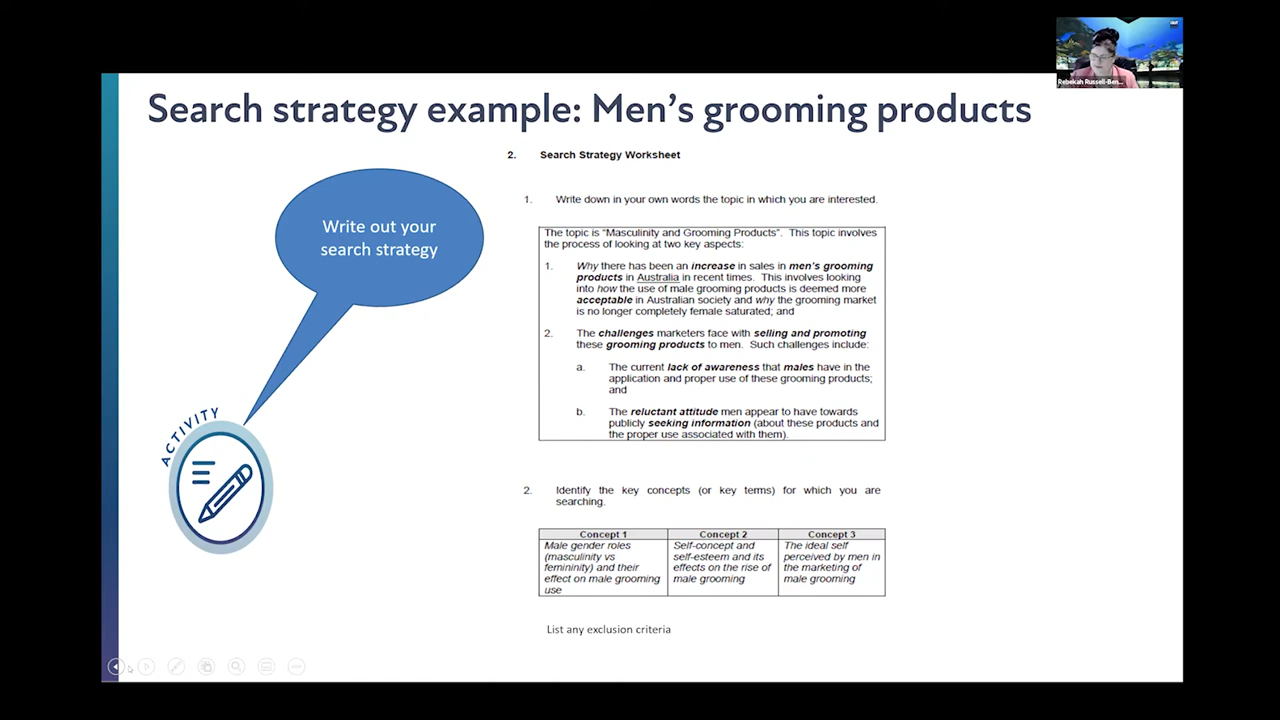 Rebekah Russell-Ben...
Search strategy example: Men's grooming products
2. Search Strategy Worksheet
Write out your
search strategy
1. Write down in your own words the topic in which you are interested.
The topic is "Masculinity and Grooming Products". This topic involves
the process of looking at two key aspects:
1. Why there has been an increase in sales in men's grooming
products in Australia in recent times. This involves looking
into how the use of male grooming products is deemed more
acceptable in Australian society and why the grooming market
is no longer completely female saturated; and
2. The challenges marketers face with selling and promoting
these grooming products to men. Such challenges include:
a. The current lack of awareness that males have in the
application and proper use of these grooming products;
and
b. The reluctant attitude men appear to have towards
publicly seeking information (about these products and
the proper use associated with them).
ACTIVITY
2. Identify the key concepts (or key terms) for which you are
searching.
Concept 1
Male gender roles
(masculinity vs
femininity) and their
effect on male grooming
use
Concept 2
Self-concept and
self-esteem and its
effects on the rise of
male grooming
Concept 3
The ideal self
perceived by men in
the marketing of
male grooming
List any exclusion criteria